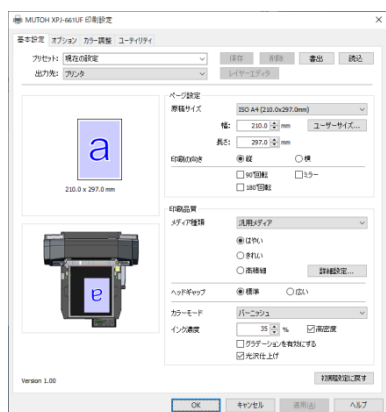 MUTOH XPJ-661UF 印刷設定
基本設定 オプション カラー調整 ユーティリティ
プリセット: 現在の設定 保存 削除 書出 読込
出力先: プリンタ レイヤーエディタ
a
210.0 x 297.0 mm
a
Version 1.00
ページ設定
原稿サイズ ISO A4 (210.0x297.0mm)
幅: 210.0 mm ユーザーサイズ...
長さ: 297.0 mm
印刷の向き 縦 横
90°回転 ミラー
180°回転
印刷品質
メディア種類 汎用メディア
はやい
きれい
高精細 詳細設定...
ヘッドギャップ 標準 広い
カラーモード バーニッシュ
インク濃度 35 % 高密度
グラデーションを有効にする
光沢仕上げ
初期設定に戻す
OK キャンセル 適用(A) ヘルプ